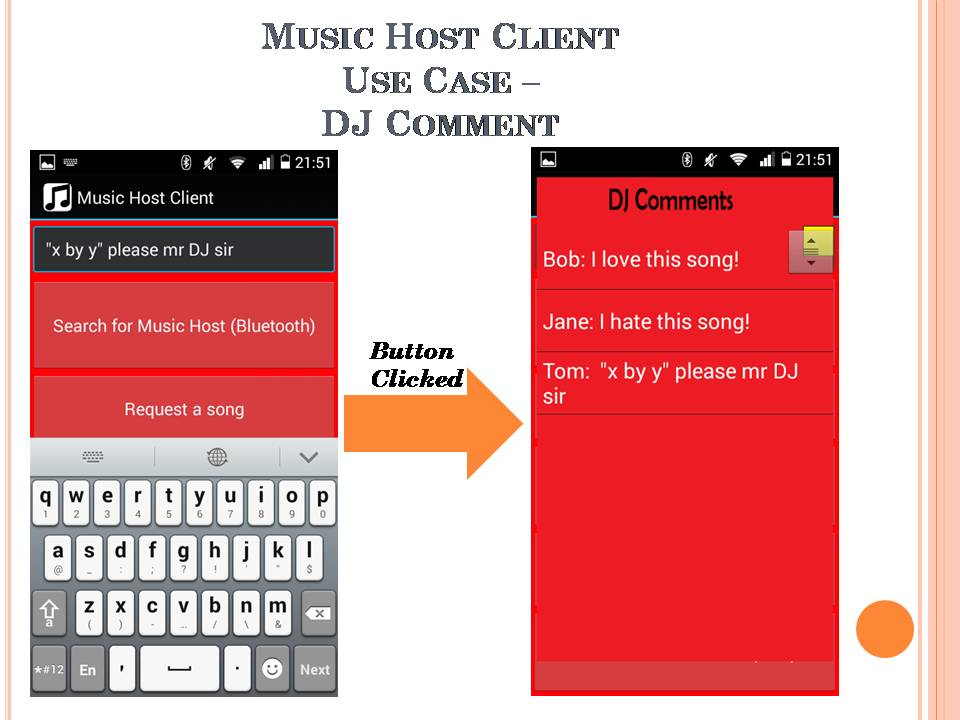 Music Host Client
Use Case –
DJ Comment
21:51
Music Host Client
"x by y" please mr DJ sir
Search for Music Host (Bluetooth)
Request a song
q w e r t y u i o p
1 2 3 4 5 6 7 8 9 0
a s d f g h j k l
@ _ : ; ? ! ' " $
a z x c v b n m
( ) - ... / \ &
*#12 En , . Next
Button
Clicked
21:51
DJ Comments
Bob: I love this song!
Jane: I hate this song!
Tom: "x by y" please mr DJ
sir